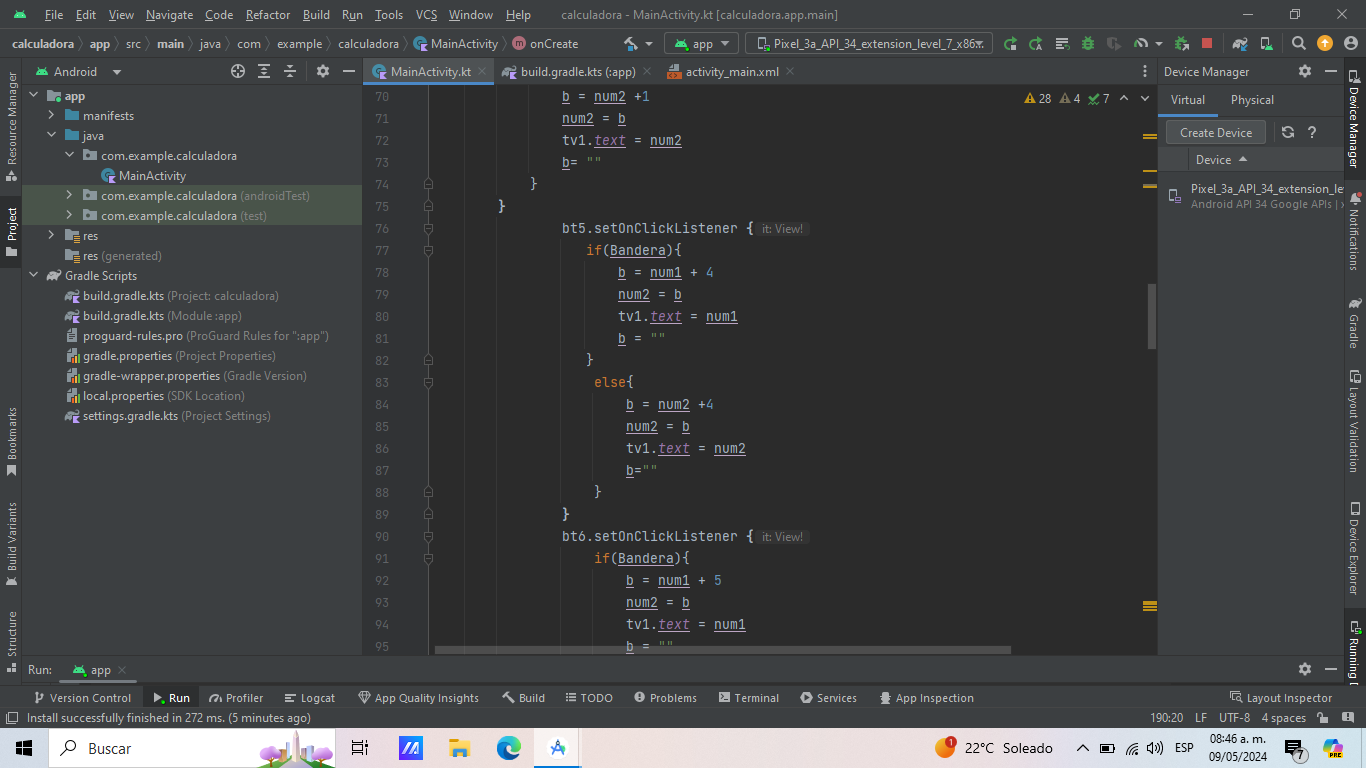 File Edit View Navigate Code Refactor Build Run Tools VCS Window Help calculadora - MainActivity.kt [calculadora.app.main]
calculadora app src main java com example calculadora MainActivity onCreate app Pixel_3a_API_34_extension_level_7_x86...
Android MainActivity.kt build.gradle.kts (:app) activity_main.xml Device Manager
Resource Manager
Project
Bookmarks
Build Variants
Structure
app
manifests
java
com.example.calculadora
MainActivity
com.example.calculadora (androidTest)
com.example.calculadora (test)
res
res (generated)
Gradle Scripts
build.gradle.kts (Project: calculadora)
build.gradle.kts (Module :app)
proguard-rules.pro (ProGuard Rules for ":app")
gradle.properties (Project Properties)
gradle-wrapper.properties (Gradle Version)
local.properties (SDK Location)
settings.gradle.kts (Project Settings)
28 4 7
70 b = num2 +1
71 num2 = b
72 tv1.text = num2
73 b= ""
74 }
75 }
76 bt5.setOnClickListener { it: View!
77 if(Bandera){
78 b = num1 + 4
79 num2 = b
80 tv1.text = num1
81 b = ""
82 }
83 else{
84 b = num2 +4
85 num2 = b
86 tv1.text = num2
87 b=""
88 }
89 }
90 bt6.setOnClickListener { it: View!
91 if(Bandera){
92 b = num1 + 5
93 num2 = b
94 tv1.text = num1
95 b = ""
Virtual Physical
Create Device ?
Device
Pixel_3a_API_34_extension_le
Android API 34 Google APIs | x
Device Manager
Notifications
Gradle
Layout Validation
Device Explorer
Running D
Run: app
Version Control Run Profiler Logcat App Quality Insights Build TODO Problems Terminal Services App Inspection Layout Inspector
Install successfully finished in 272 ms. (5 minutes ago) 190:20 LF UTF-8 4 spaces
Buscar 1 22°C Soleado ESP 08:46 a. m. 7 PRE
09/05/2024